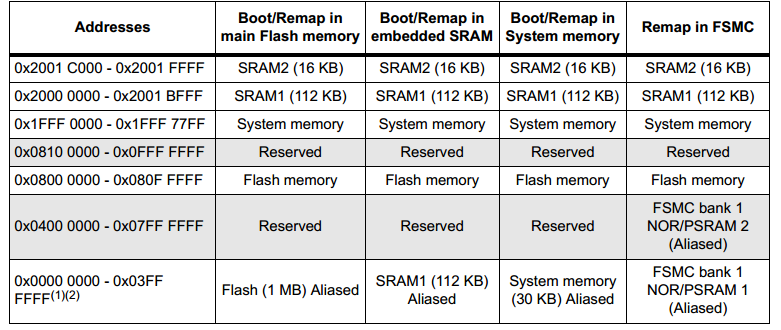 Addresses Boot/Remap in main Flash memory Boot/Remap in embedded SRAM Boot/Remap in System memory Remap in FSMC
0x2001 C000 - 0x2001 FFFF SRAM2 (16 KB) SRAM2 (16 KB) SRAM2 (16 KB) SRAM2 (16 KB)
0x2000 0000 - 0x2001 BFFF SRAM1 (112 KB) SRAM1 (112 KB) SRAM1 (112 KB) SRAM1 (112 KB)
0x1FFF 0000 - 0x1FFF 77FF System memory System memory System memory System memory
0x0810 0000 - 0x0FFF FFFF Reserved Reserved Reserved Reserved
0x0800 0000 - 0x080F FFFF Flash memory Flash memory Flash memory Flash memory
0x0400 0000 - 0x07FF FFFF Reserved Reserved Reserved FSMC bank 1 NOR/PSRAM 2 (Aliased)
0x0000 0000 - 0x03FF FFFF(1)(2) Flash (1 MB) Aliased SRAM1 (112 KB) Aliased System memory (30 KB) Aliased FSMC bank 1 NOR/PSRAM 1 (Aliased)